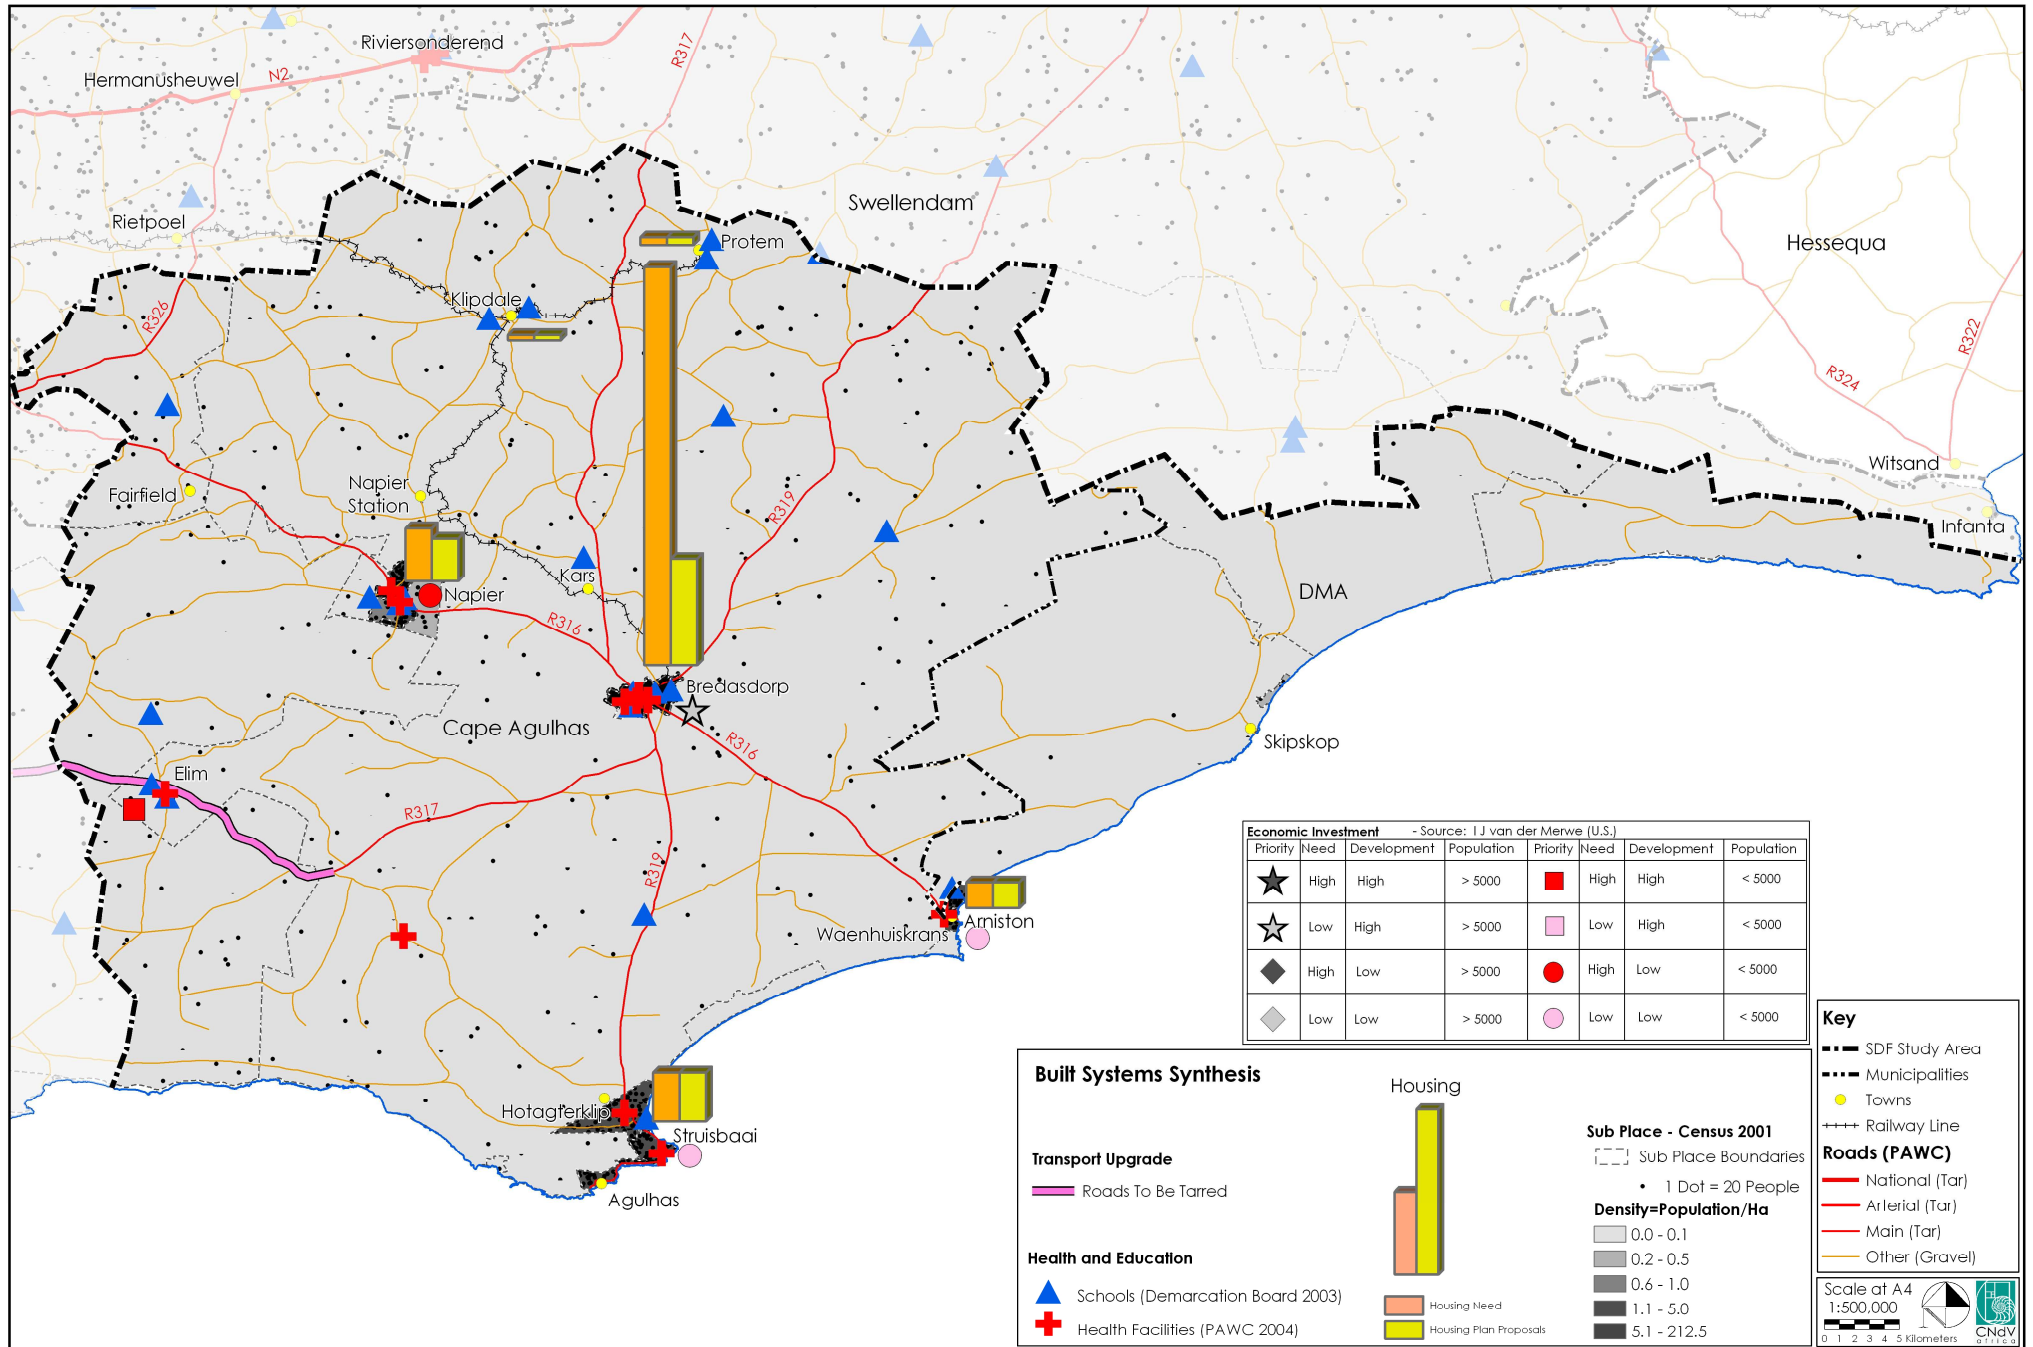 Riviersonderend
R317
Hermanusheuwel
N2
Swellendam
Rietpoel
Protem
Hessequa
Klipdale
R326
R322
R324
Witsand
Napier
Station
Fairfield
R319
Infanta
Kars
DMA
Napier
R316
Bredasdorp
Cape Agulhas
R316
Skipskop
Elim
R317
R319
Arniston
Waenhuiskrans
Hotagterklip
Struisbaai
Agulhas
Economic Investment - Source: I J van der Merwe (U.S.)
Priority Need Development Population Priority Need Development Population
High High > 5000 High High < 5000
Low High > 5000 Low High < 5000
High Low > 5000 High Low < 5000
Low Low > 5000 Low Low < 5000
Built Systems Synthesis
Transport Upgrade
Roads To Be Tarred
Health and Education
Schools (Demarcation Board 2003)
Health Facilities (PAWC 2004)
Housing
Housing Need
Housing Plan Proposals
Sub Place - Census 2001
Sub Place Boundaries
1 Dot = 20 People
Density=Population/Ha
0.0 - 0.1
0.2 - 0.5
0.6 - 1.0
1.1 - 5.0
5.1 - 212.5
Key
SDF Study Area
Municipalities
Towns
Railway Line
Roads (PAWC)
National (Tar)
Arterial (Tar)
Main (Tar)
Other (Gravel)
Scale at A4
1:500,000
0 1 2 3 4 5 Kilometers
N
CNdV
africa